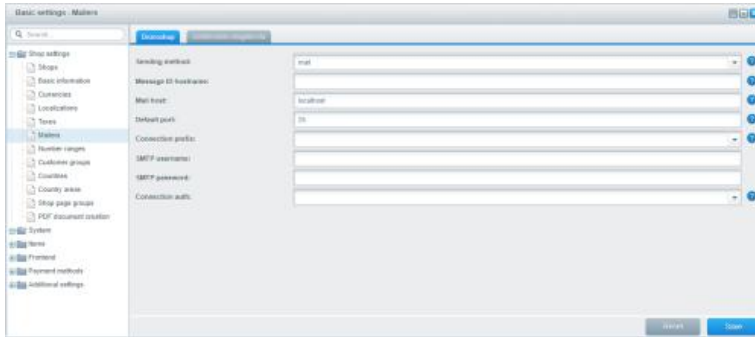 Basic settings - Mailers
Search...
Demoshop
Shop settings
Shops
Basic information
Currencies
Localizations
Taxes
Mailers
Number ranges
Customer groups
Countries
Country areas
Shop page groups
PDF document creation
System
Items
Frontend
Payment methods
Additional settings
Sending method: mail
Message ID hostname:
Mail host: localhost
Default port: 25
Connection prefix:
SMTP username:
SMTP password:
Connection auth:
Reset
Save